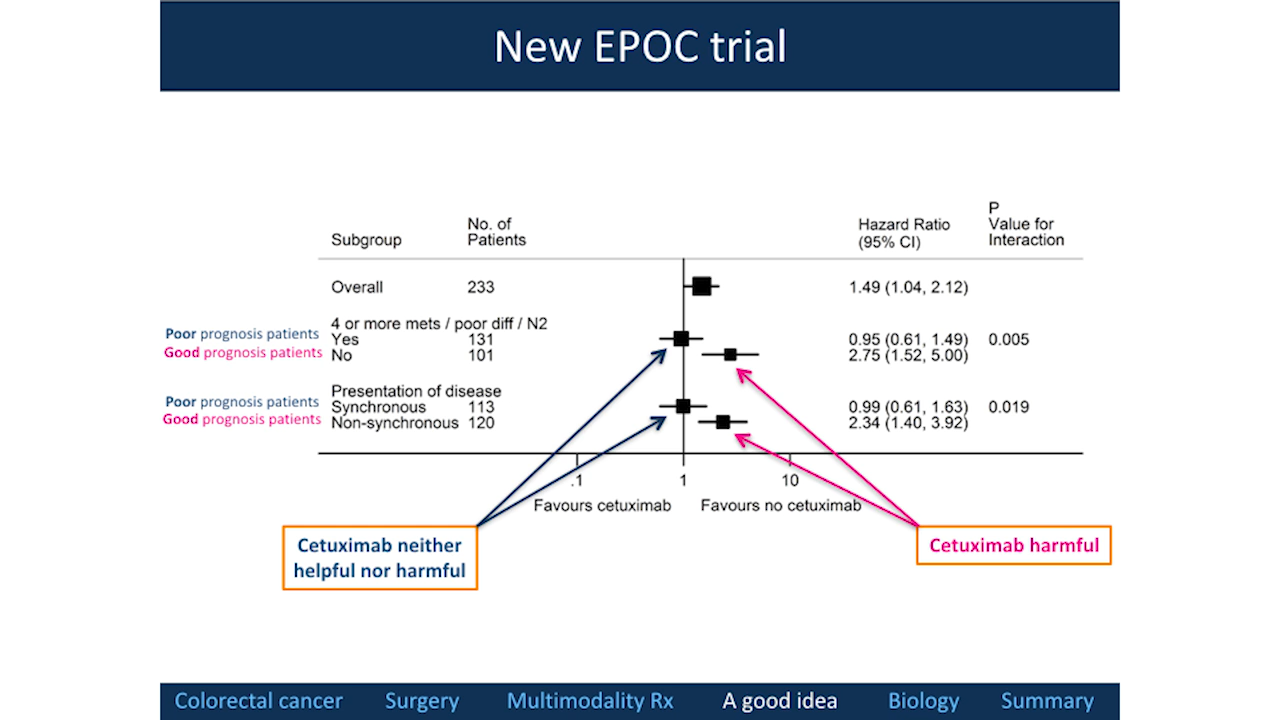 New EPOC trial
Subgroup
No. of
Patients
Hazard Ratio
(95% CI)
P
Value for
Interaction
Overall 233 1.49 (1.04, 2.12)
4 or more mets / poor diff / N2
Poor prognosis patients Yes 131 0.95 (0.61, 1.49) 0.005
Good prognosis patients No 101 2.75 (1.52, 5.00)
Presentation of disease
Poor prognosis patients Synchronous 113 0.99 (0.61, 1.63) 0.019
Good prognosis patients Non-synchronous 120 2.34 (1.40, 3.92)
.1 1 10
Favours cetuximab Favours no cetuximab
Cetuximab neither
helpful nor harmful
Cetuximab harmful
Colorectal cancer Surgery Multimodality Rx A good idea Biology Summary